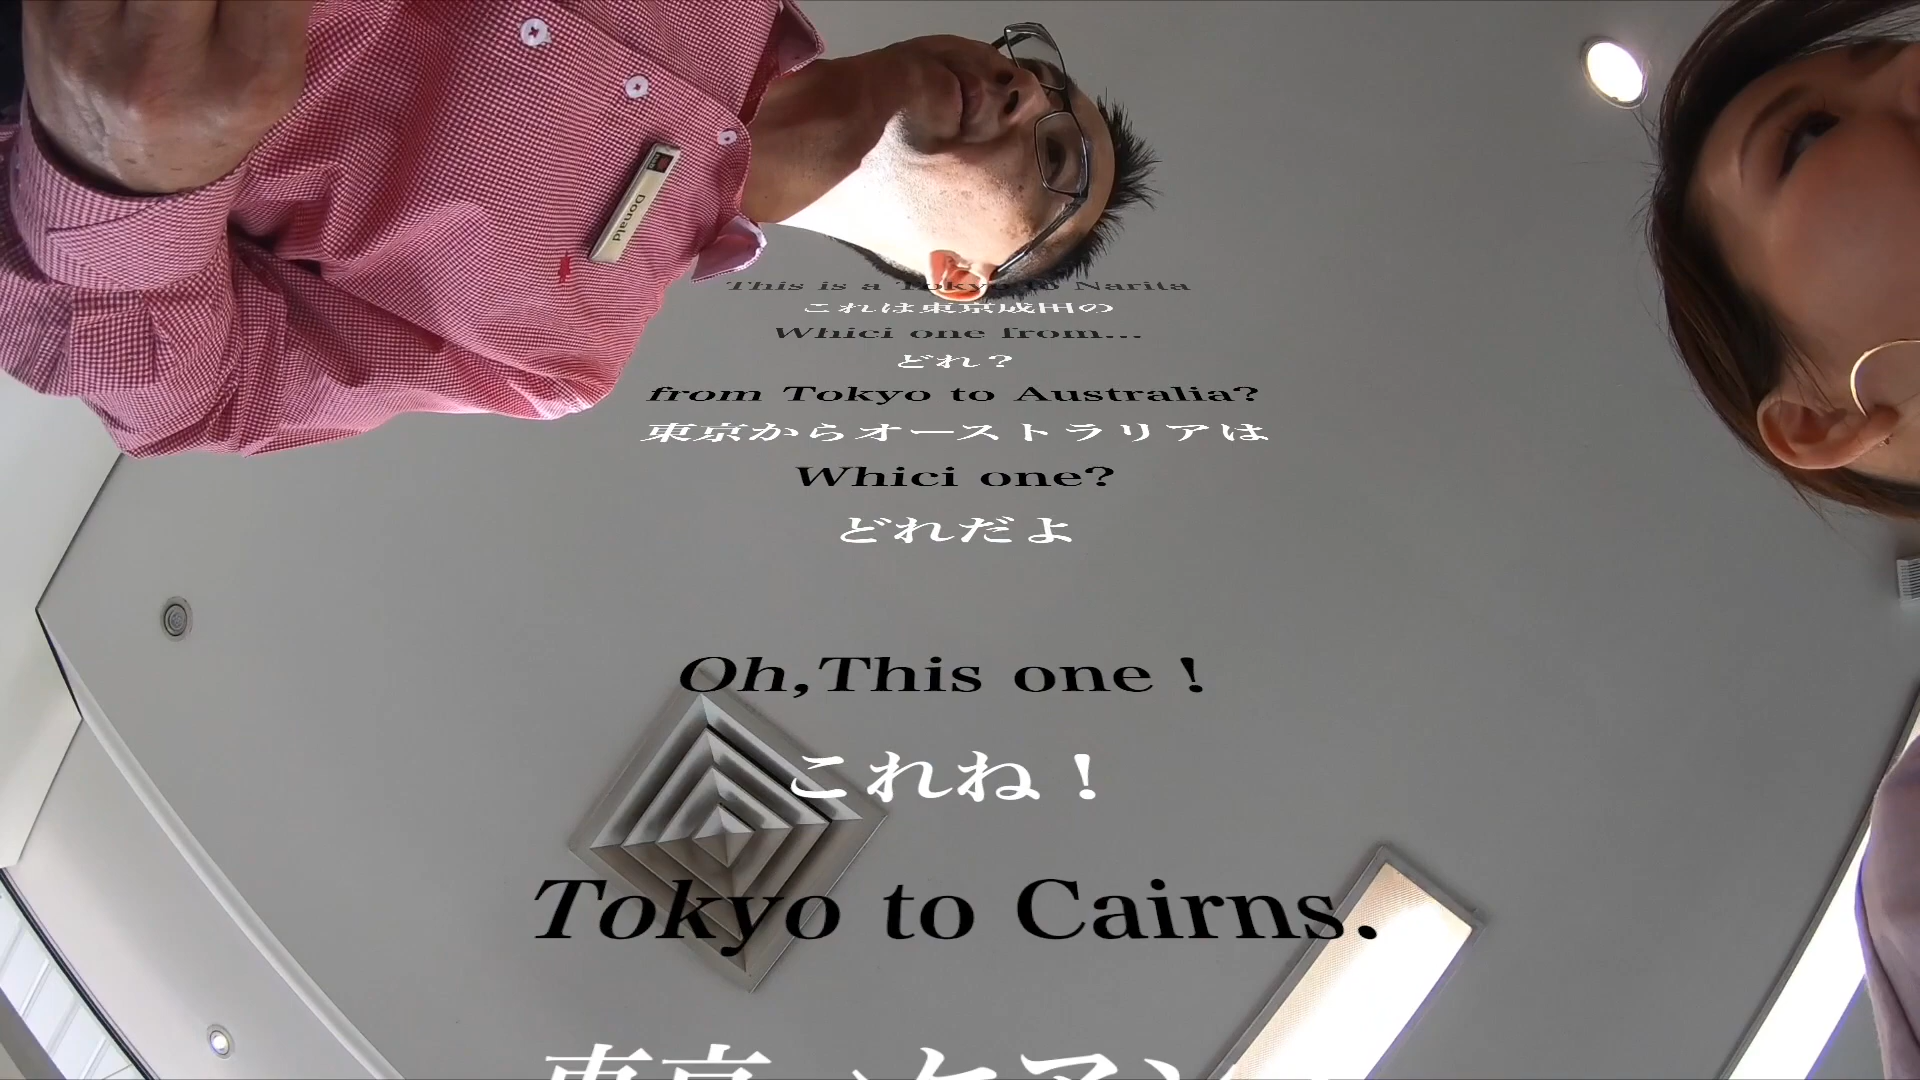 Donald
This is a Tokyo to Narita
これは東京成田の
Whici one from...
どれ？
from Tokyo to Australia?
東京からオーストラリアは
Whici one?
どれだよ
Oh,This one !
これね！
Tokyo to Cairns.
東京